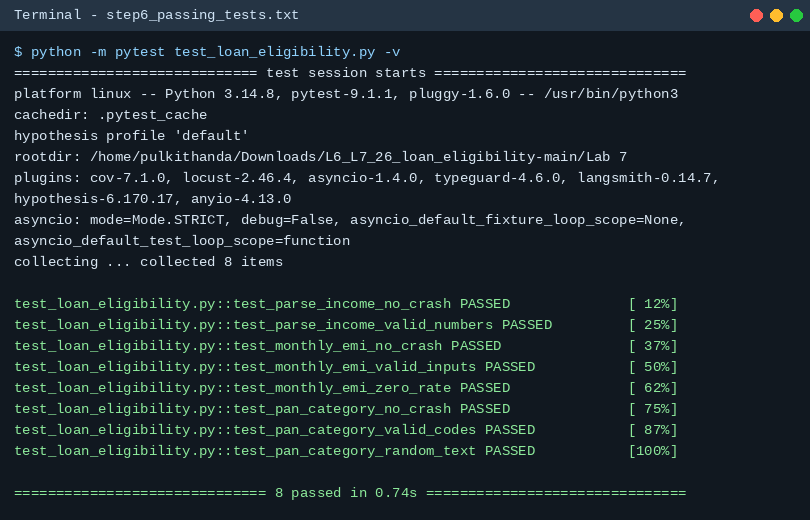 Terminal - step6_passing_tests.txt
$ python -m pytest test_loan_eligibility.py -v
============================= test session starts ==============================
platform linux -- Python 3.14.8, pytest-9.1.1, pluggy-1.6.0 -- /usr/bin/python3
cachedir: .pytest_cache
hypothesis profile 'default'
rootdir: /home/pulkithanda/Downloads/L6_L7_26_loan_eligibility-main/Lab 7
plugins: cov-7.1.0, locust-2.46.4, asyncio-1.4.0, typeguard-4.6.0, langsmith-0.14.7,
hypothesis-6.170.17, anyio-4.13.0
asyncio: mode=Mode.STRICT, debug=False, asyncio_default_fixture_loop_scope=None,
asyncio_default_test_loop_scope=function
collecting ... collected 8 items
test_loan_eligibility.py::test_parse_income_no_crash PASSED              [ 12%]
test_loan_eligibility.py::test_parse_income_valid_numbers PASSED         [ 25%]
test_loan_eligibility.py::test_monthly_emi_no_crash PASSED               [ 37%]
test_loan_eligibility.py::test_monthly_emi_valid_inputs PASSED           [ 50%]
test_loan_eligibility.py::test_monthly_emi_zero_rate PASSED              [ 62%]
test_loan_eligibility.py::test_pan_category_no_crash PASSED              [ 75%]
test_loan_eligibility.py::test_pan_category_valid_codes PASSED           [ 87%]
test_loan_eligibility.py::test_pan_category_random_text PASSED           [100%]
============================== 8 passed in 0.74s ===============================